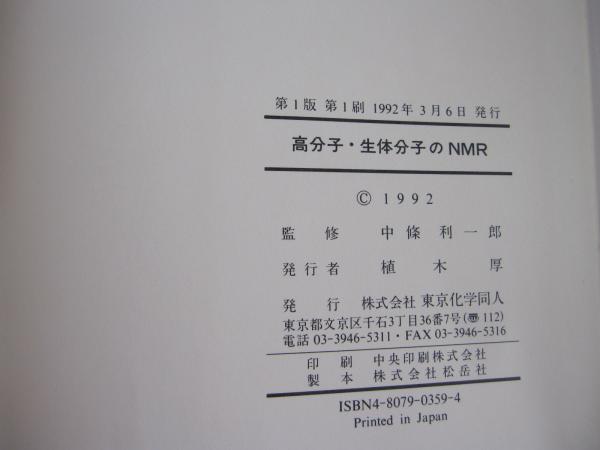 第1版 第1刷 1992年 3月6日 発行
高分子・生体分子のNMR
© 1992
監修 中條利一郎
発行者 植木厚
発行 株式会社 東京化学同人
東京都文京区千石3丁目36番7号(〠112)
電話 03-3946-5311・FAX 03-3946-5316
印刷 中央印刷株式会社
製本 株式会社松岳社
ISBN4-8079-0359-4
Printed in Japan